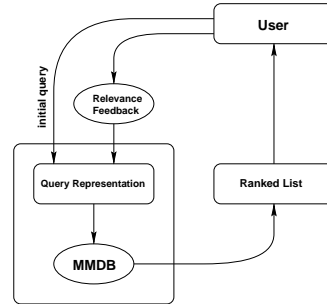 User
initial query
Relevance
Feedback
Query Representation
Ranked List
MMDB